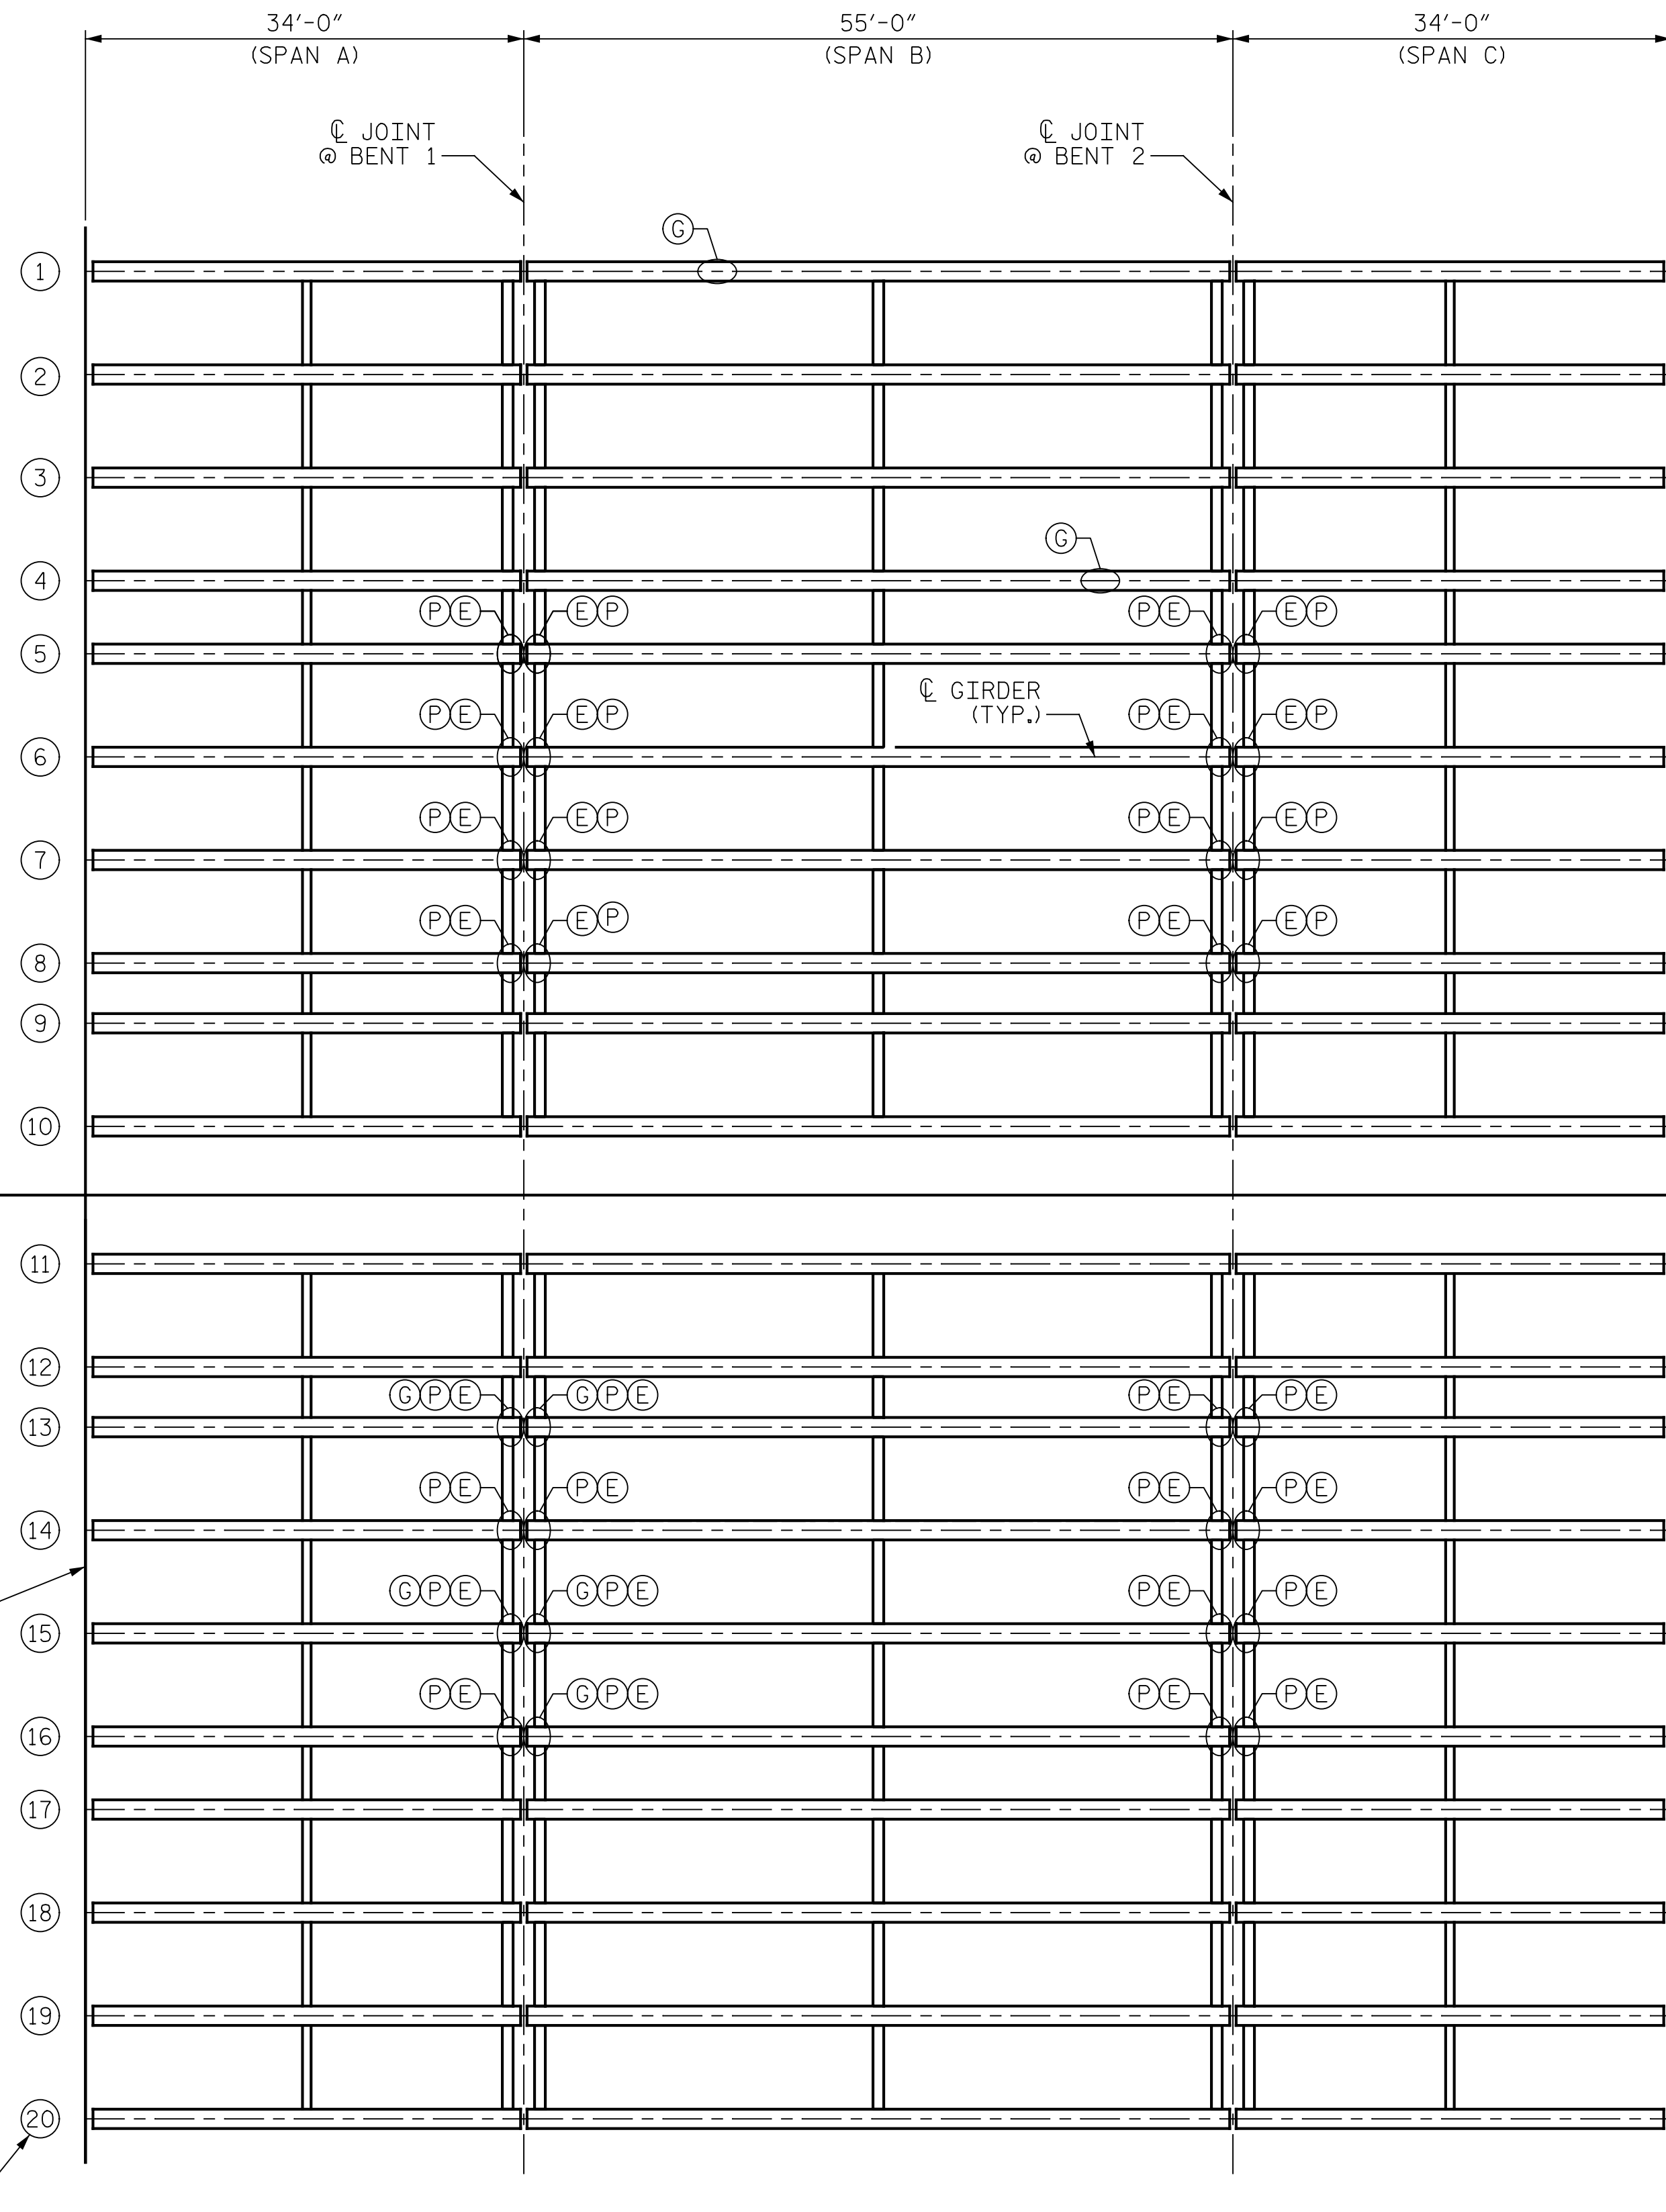 34'-0" 55'-0" 34'-0"
(SPAN A) (SPAN B) (SPAN C)
℄ JOINT
@ BENT 1
℄ JOINT
@ BENT 2
G
1
2
3
G
4
P E E P P E E P
5
℄ GIRDER
(TYP.)
P E E P P E E P
6
P E E P P E E P
7
P E E P P E E P
8
9
10
11
12
G P E G P E P E P E
13
P E P E P E P E
14
G P E G P E P E P E
15
P E G P E P E P E
16
17
18
19
20